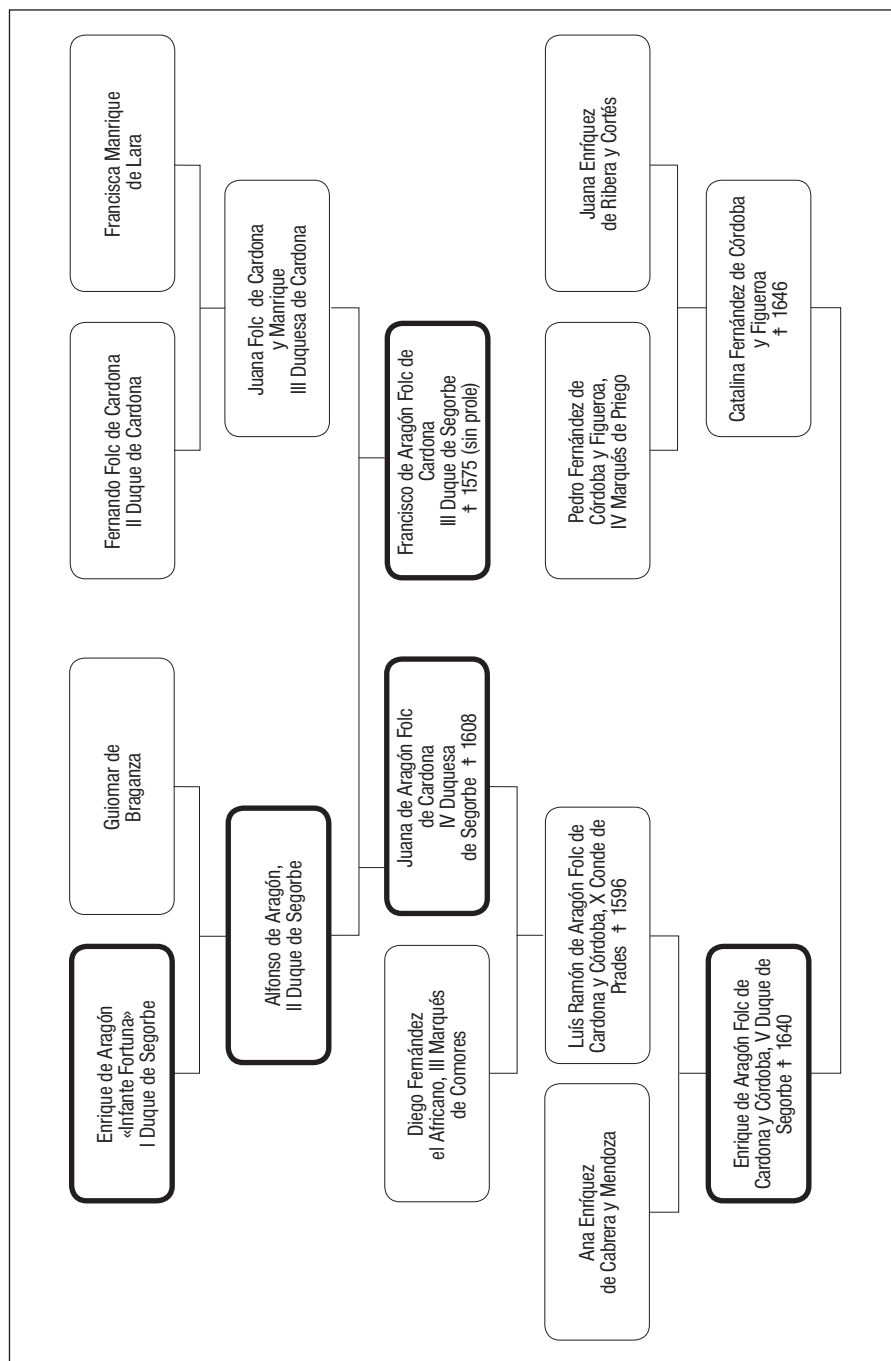 Enrique de Aragón
«Infante Fortuna»
I Duque de Segorbe
Guiomar de
Braganza
Fernando Folc de Cardona
II Duque de Cardona
Francisca Manrique
de Lara
Alfonso de Aragón,
II Duque de Segorbe
Juana Folc de Cardona
y Manrique
III Duquesa de Cardona
Diego Fernández
el Africano, III Marqués
de Comores
Juana de Aragón Folc
de Cardona
IV Duquesa
de Segorbe † 1608
Francisco de Aragón Folc de
Cardona
III Duque de Segorbe
† 1575 (sin prole)
Ana Enríquez
de Cabrera y Mendoza
Luís Ramón de Aragón Folc de
Cardona y Córdoba, X Conde de
Prades † 1596
Pedro Fernández de
Córdoba y Figueroa,
IV Marqués de Priego
Juana Enríquez
de Ribera y Cortés
Enrique de Aragón Folc de
Cardona y Córdoba, V Duque de
Segorbe † 1640
Catalina Fernández de Córdoba
y Figueroa
† 1646